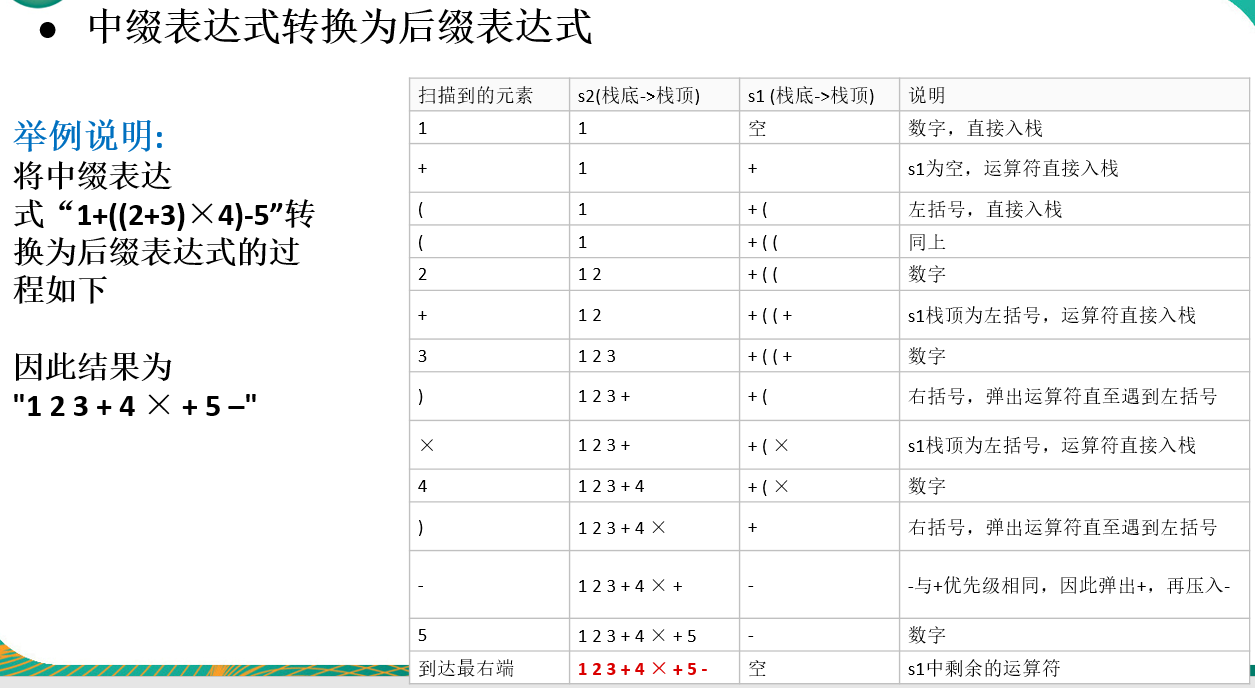 ● 中缀表达式转换为后缀表达式
举例说明:
将中缀表达
式“1+((2+3)×4)-5”转
换为后缀表达式的过
程如下
因此结果为
"1 2 3 + 4 × + 5 –"
扫描到的元素 s2(栈底->栈顶) s1 (栈底->栈顶) 说明
1 1 空 数字，直接入栈
+ 1 + s1为空，运算符直接入栈
( 1 + ( 左括号，直接入栈
( 1 + ( ( 同上
2 1 2 + ( ( 数字
+ 1 2 + ( ( + s1栈顶为左括号，运算符直接入栈
3 1 2 3 + ( ( + 数字
) 1 2 3 + + ( 右括号，弹出运算符直至遇到左括号
× 1 2 3 + + ( × s1栈顶为左括号，运算符直接入栈
4 1 2 3 + 4 + ( × 数字
) 1 2 3 + 4 × + 右括号，弹出运算符直至遇到左括号
- 1 2 3 + 4 × + - -与+优先级相同，因此弹出+，再压入-
5 1 2 3 + 4 × + 5 - 数字
到达最右端 1 2 3 + 4 × + 5 - 空 s1中剩余的运算符